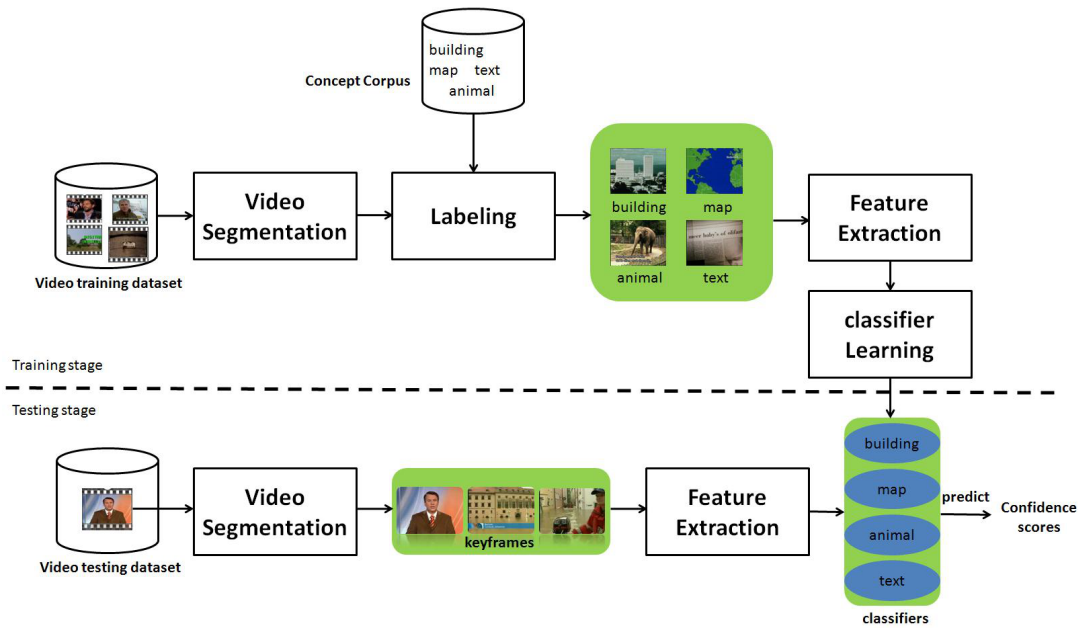 building
map text
animal
Concept Corpus
Video training dataset
Video
Segmentation
Labeling
building
map
animal
text
Feature
Extraction
classifier
Learning
Training stage
Testing stage
Video testing dataset
Video
Segmentation
keyframes
Feature
Extraction
building
map
animal
text
classifiers
predict
Confidence
scores